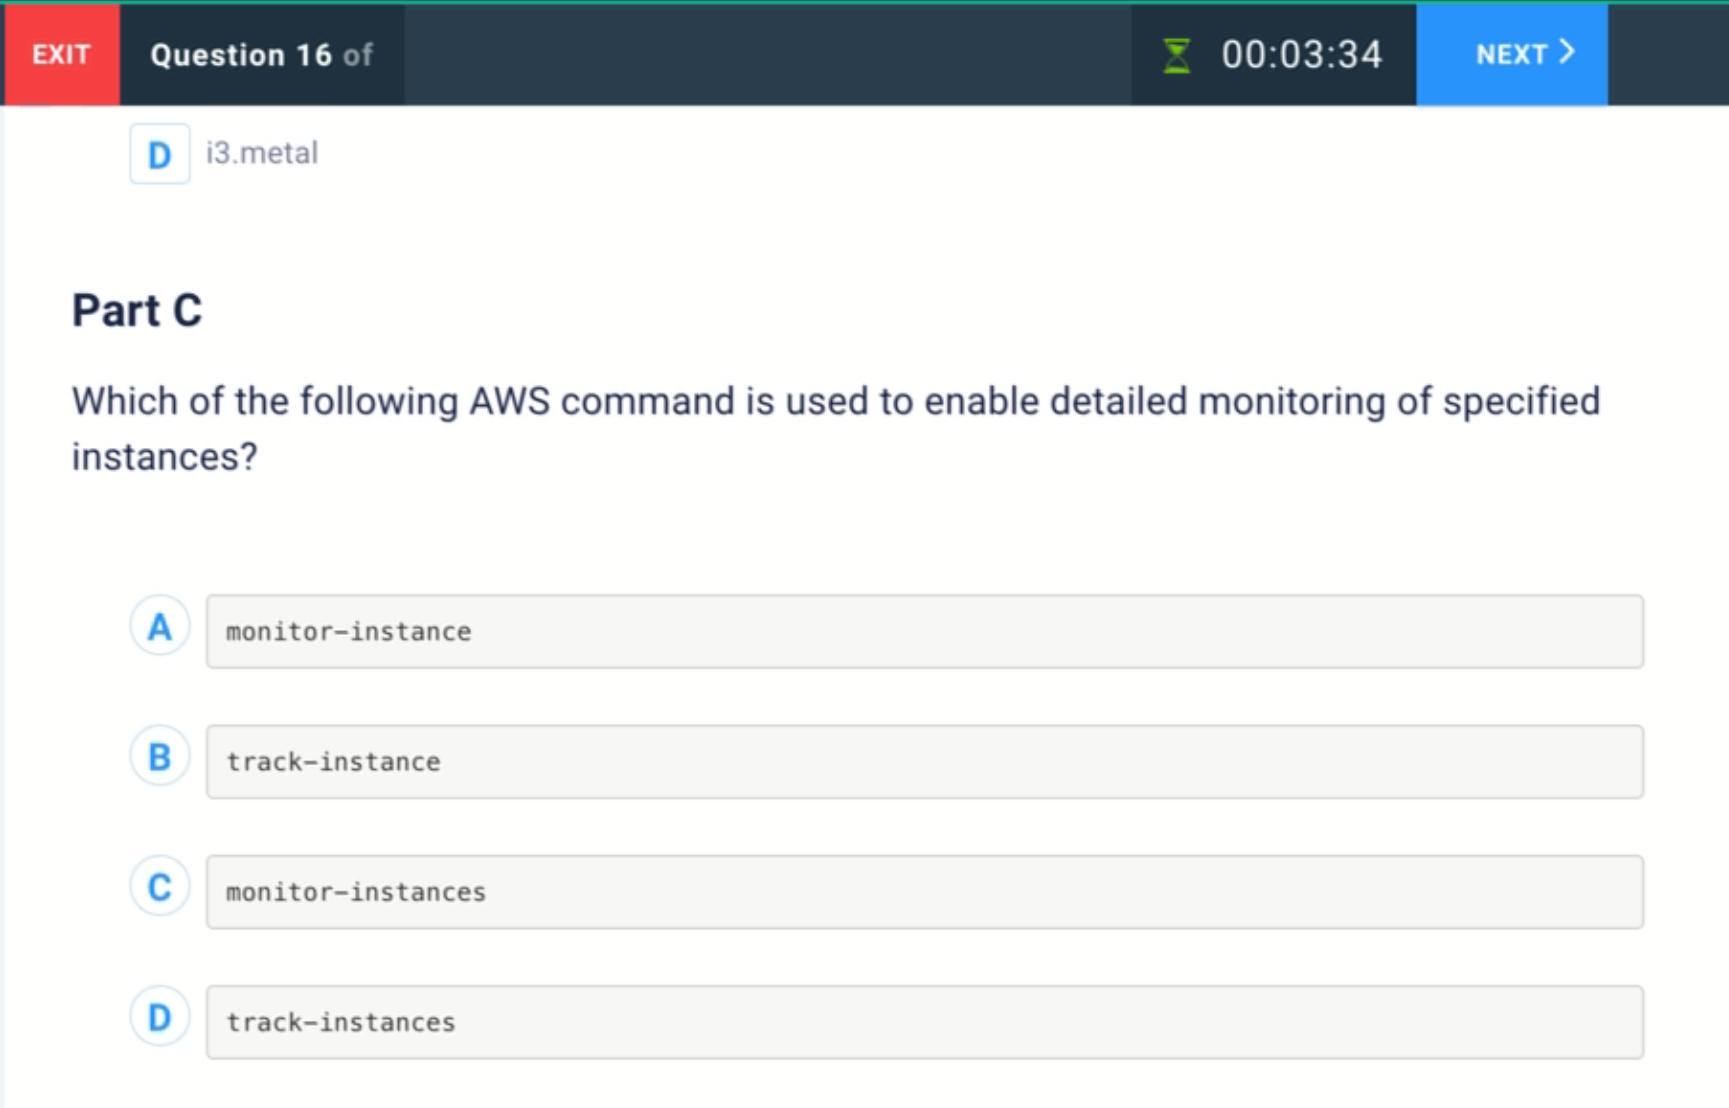 EXIT Question 16 of 00:03:34 NEXT >
D i3.metal
Part C
Which of the following AWS command is used to enable detailed monitoring of specified
instances?
A monitor-instance
B track-instance
C monitor-instances
D track-instances